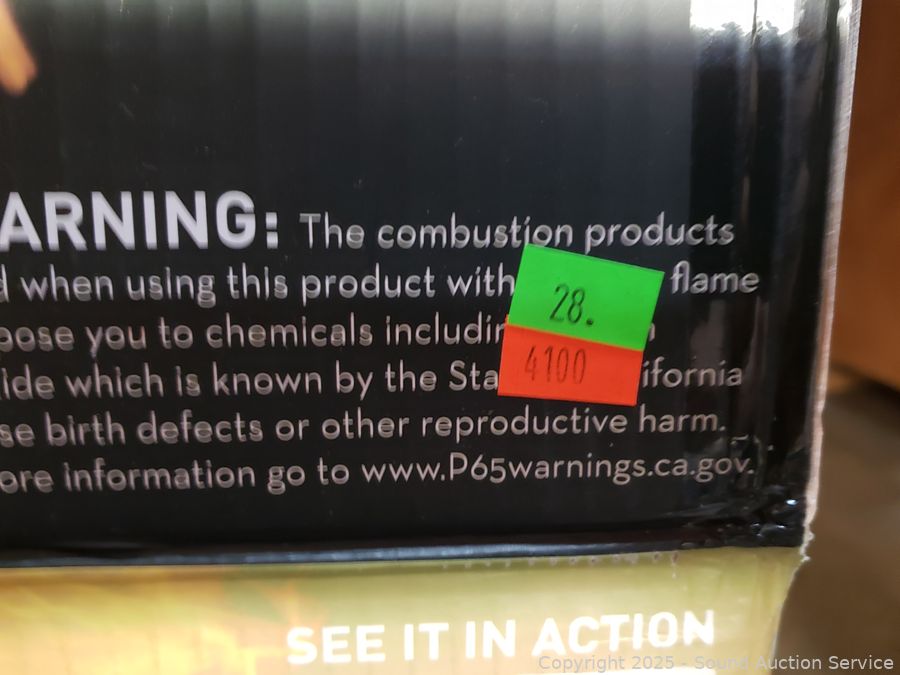 ARNING: The combustion products
when using this product with flame
pose you to chemicals includin
ide which is known by the Sta ifornia
se birth defects or other reproductive harm.
ore information go to www.P65warnings.ca.gov.
28.
4100
SEE IT IN ACTION
Copyright 2025 - Sound Auction Service